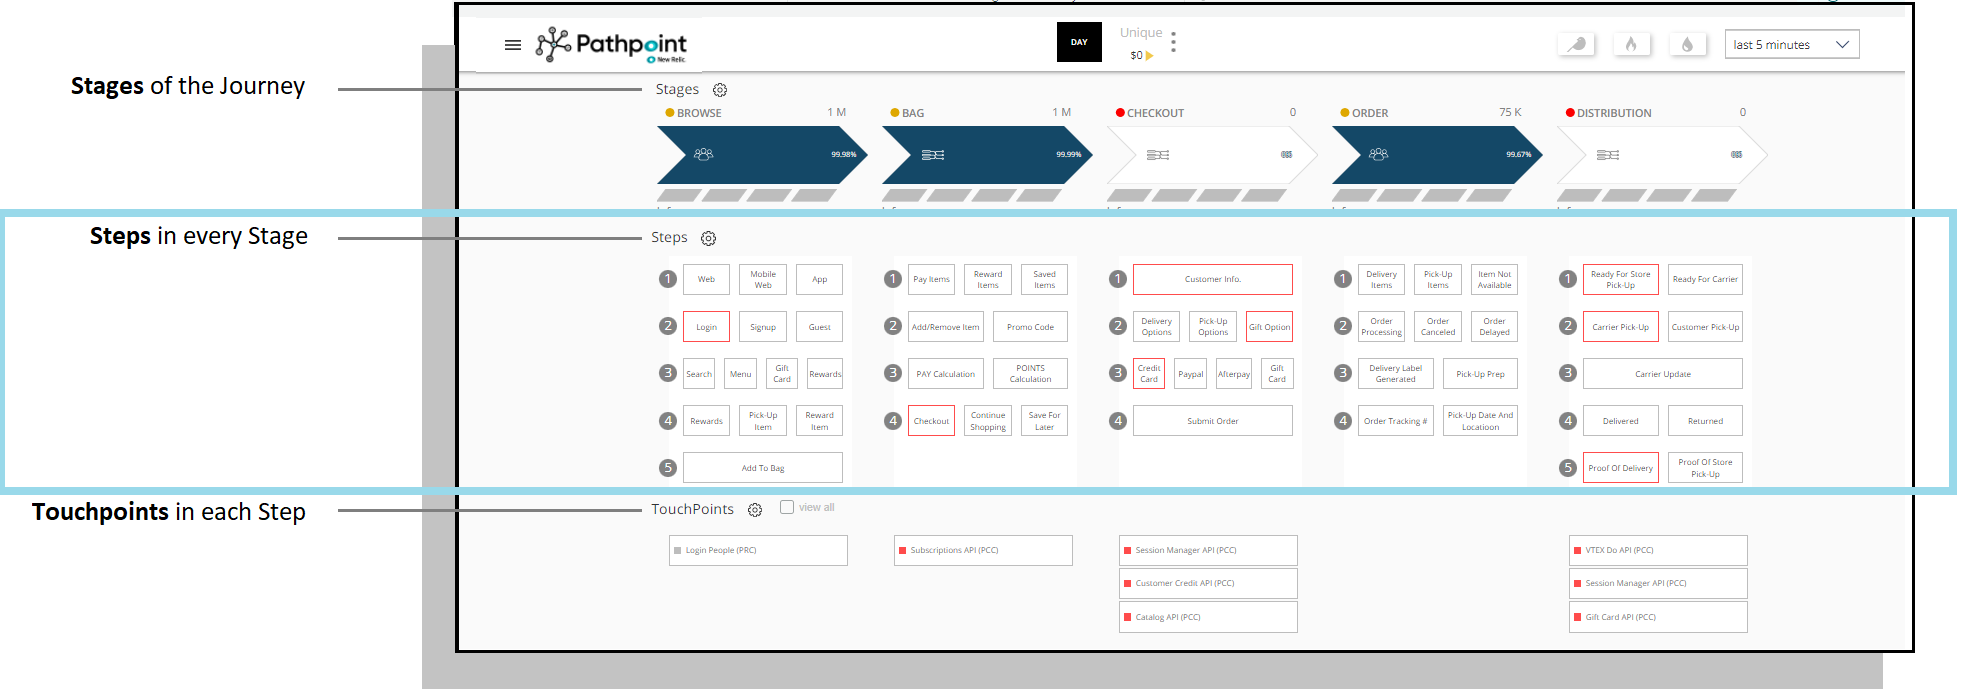 Pathpoint
New Relic.
DAY
Unique
$0
last 5 minutes
Stages of the Journey
Stages
BROWSE 1 M
BAG 1 M
CHECKOUT 0
ORDER 75 K
DISTRIBUTION 0
99.98%
99.99%
99.67%
Steps in every Stage
Steps
1 Web Mobile Web App
2 Login Signup Guest
3 Search Menu Gift Card Rewards
4 Rewards Pick-Up Item Reward Item
5 Add To Bag
1 Pay Items Reward Items Saved Items
2 Add/Remove Item Promo Code
3 PAY Calculation POINTS Calculation
4 Checkout Continue Shopping Save For Later
1 Customer Info.
2 Delivery Options Pick-Up Options Gift Option
3 Credit Card Paypal Afterpay Gift Card
4 Submit Order
1 Delivery Items Pick-Up Items Item Not Available
2 Order Processing Order Canceled Order Delayed
3 Delivery Label Generated Pick-Up Prep
4 Order Tracking # Pick-Up Date And Locatioon
1 Ready For Store Pick-Up Ready For Carrier
2 Carrier Pick-Up Customer Pick-Up
3 Carrier Update
4 Delivered Returned
5 Proof Of Delivery Proof Of Store Pick-Up
Touchpoints in each Step
TouchPoints view all
Login People (PRC)
Subscriptions API (PCC)
Session Manager API (PCC)
Customer Credit API (PCC)
Catalog API (PCC)
VTEX Do API (PCC)
Session Manager API (PCC)
Gift Card API (PCC)